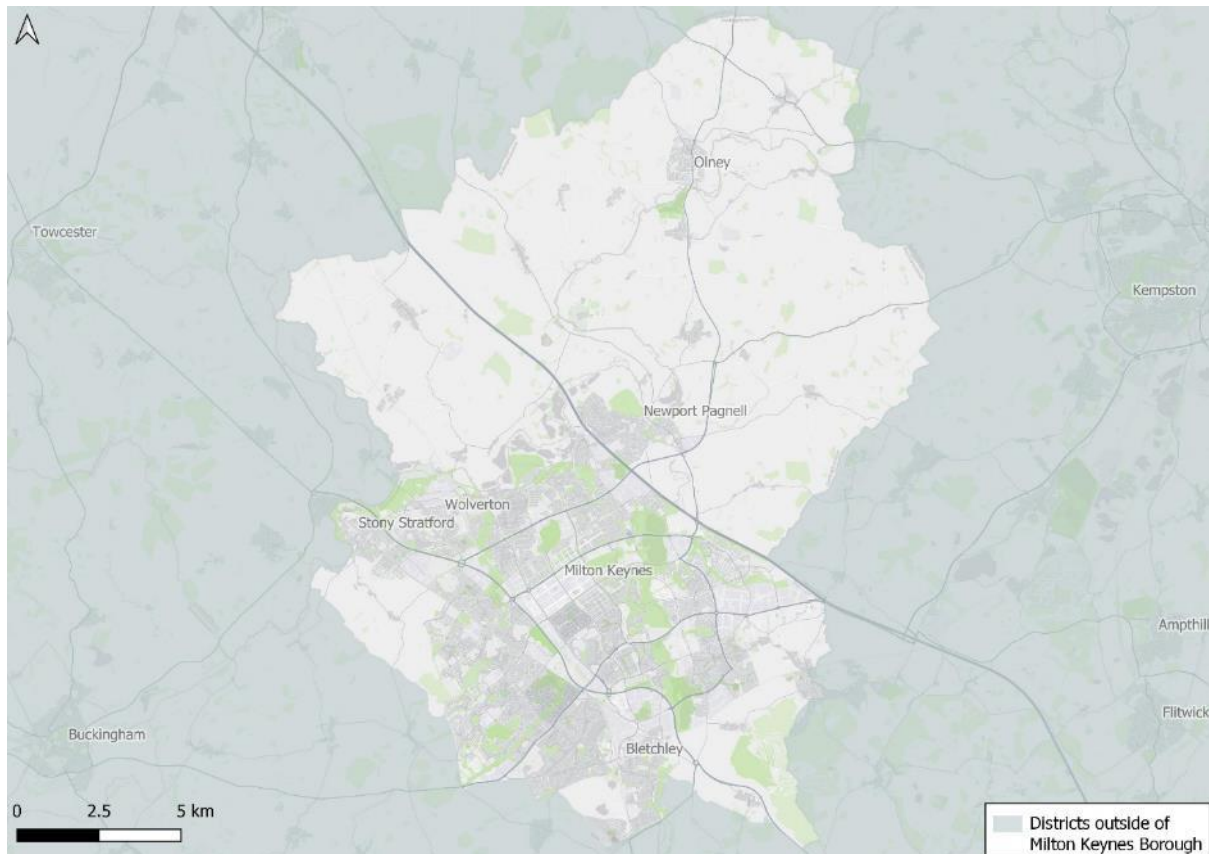 Olney
Towcester
Kempston
Newport Pagnell
Wolverton
Stony Stratford
Milton Keynes
Ampthill
Flitwick
Buckingham
Bletchley
0 2.5 5 km
Districts outside of
Milton Keynes Borough